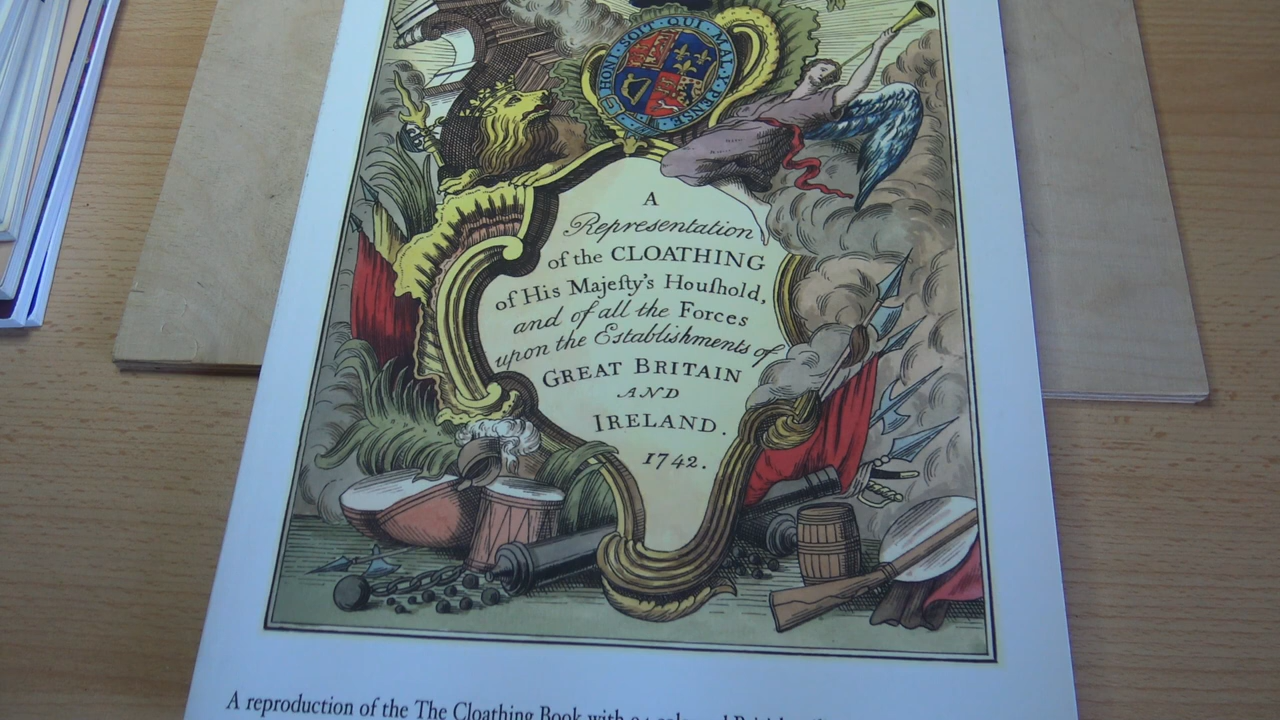 HONI · SOIT · QUI · MAL · Y · PENSE
A
Repreſentation
of the CLOATHING
of His Majeſty's Houſhold,
and of all the Forces
upon the Establishments of
GREAT BRITAIN
AND
IRELAND.
1742.
A reproduction of the The Cloathing Book with